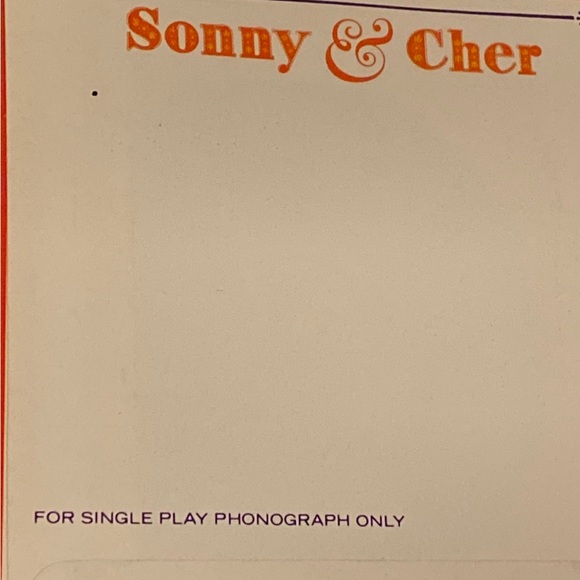 Sonny & Cher
FOR SINGLE PLAY PHONOGRAPH ONLY